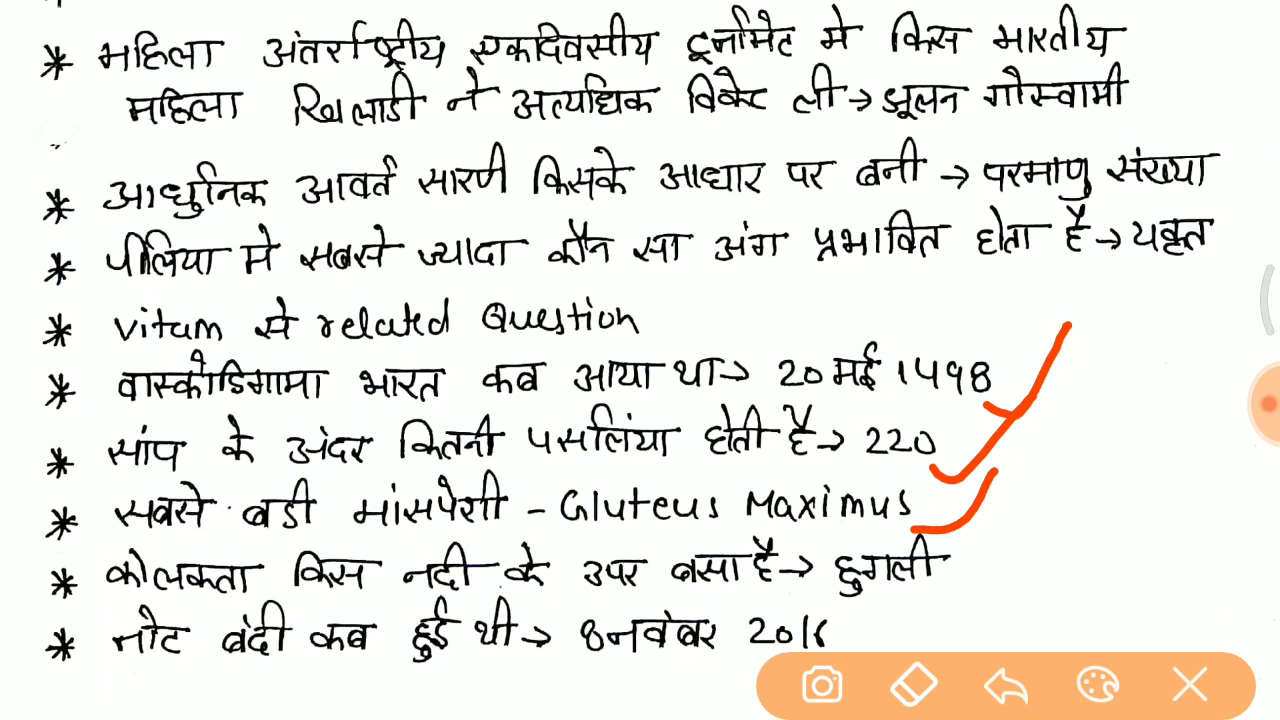 * महिला अंतर्राष्ट्रीय एकदिवसीय टूर्नामेंट मे किस भारतीय
महिला खिलाडी ने अत्यधिक विकेट ली → झूलन गौस्वामी
* आर्धुनिक आवर्त सारणी किसके आधार पर बनी → परमाणु संख्या
* पीलिया मे सबसे ज्यादा कौन सा अंग प्रभावित होता है → यकृत
* vitam से related Question
* वास्कोडिगामा भारत कब आया था → 20 मई 1498
* सांप के अंदर कितनी पसलिंया होती है → 220
* सबसे बडी मांसपेशी - Gluteus Maximus
* कोलकता किस नदी के उपर बसा है → हुगली
* नोट बंदी कब हुई थी → 8 नवंबर 2016